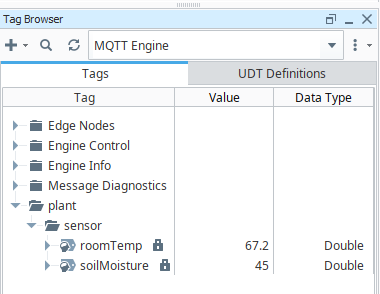 Tag Browser
MQTT Engine
Tags UDT Definitions
Tag Value Data Type
Edge Nodes
Engine Control
Engine Info
Message Diagnostics
plant
sensor
roomTemp 67.2 Double
soilMoisture 45 Double